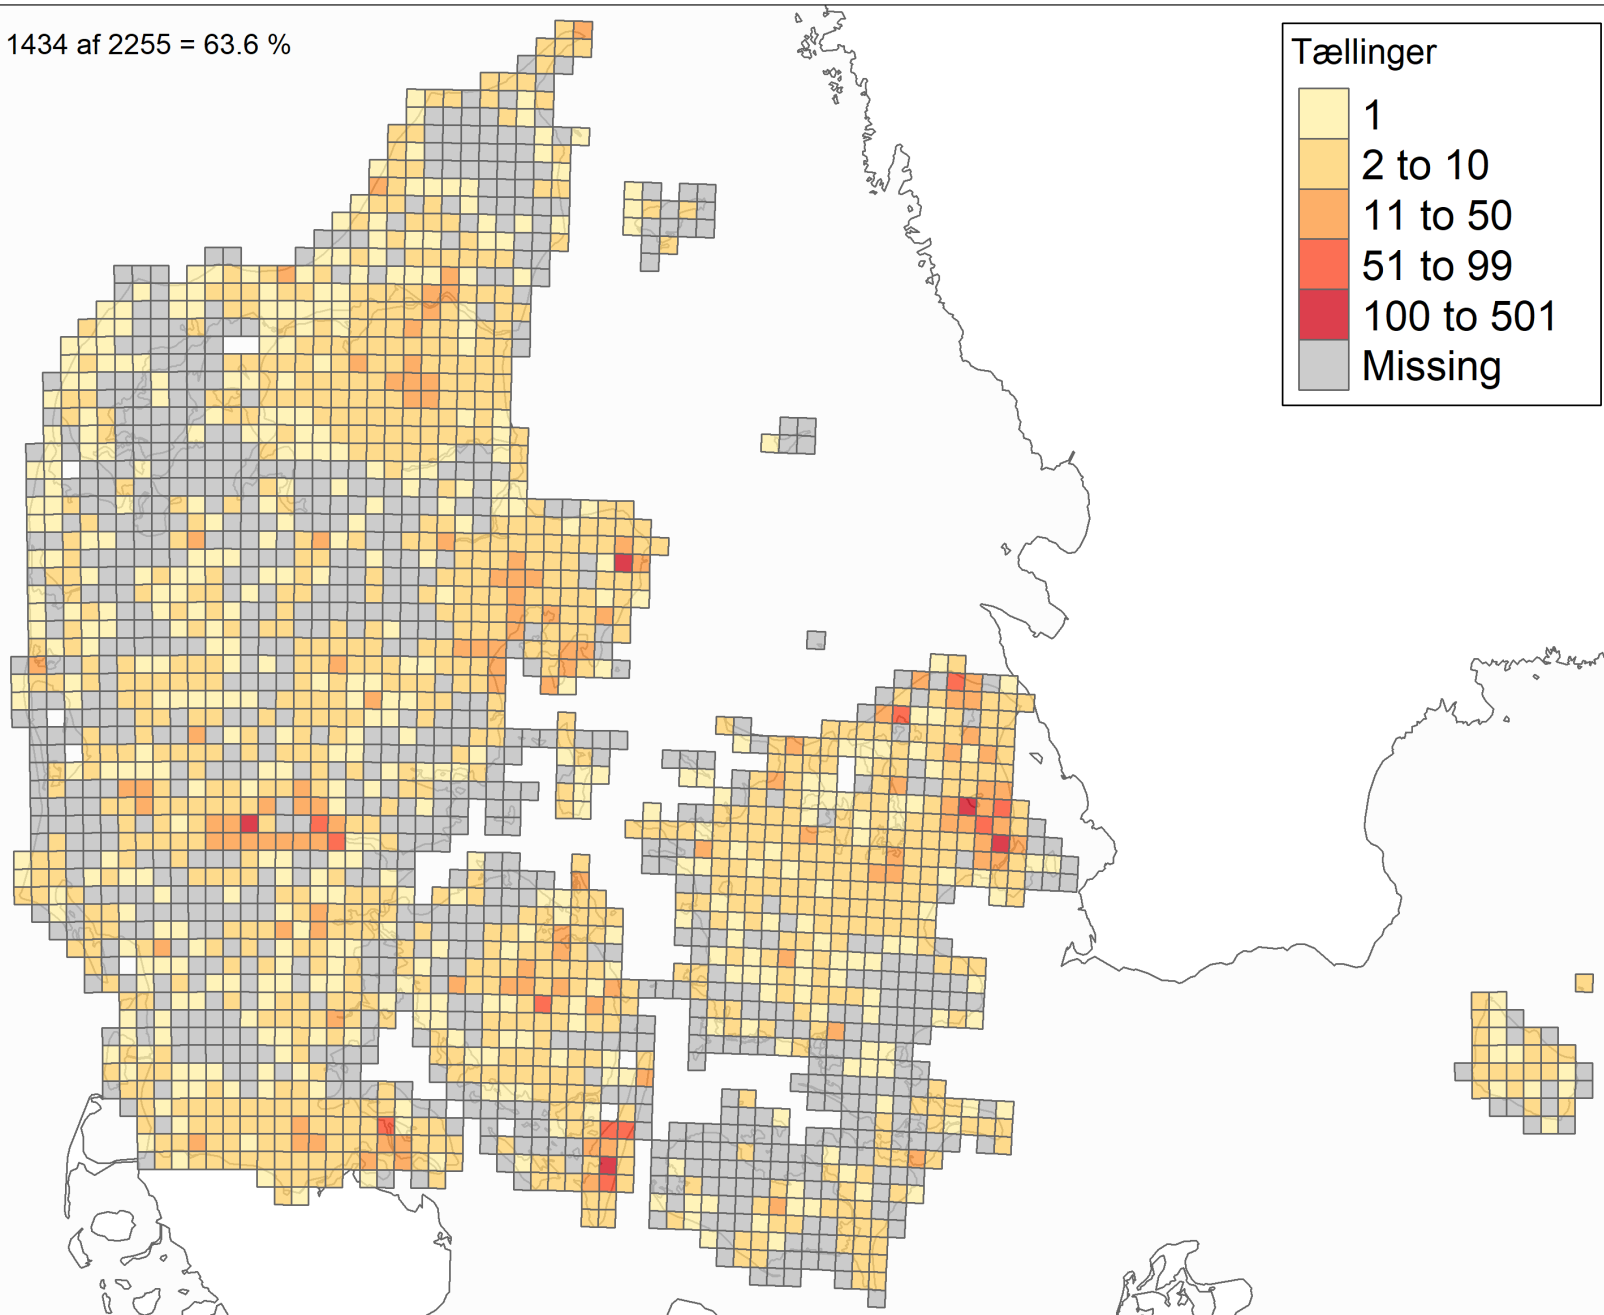 1434 af 2255 = 63.6 %
Tællinger
1
2 to 10
11 to 50
51 to 99
100 to 501
Missing